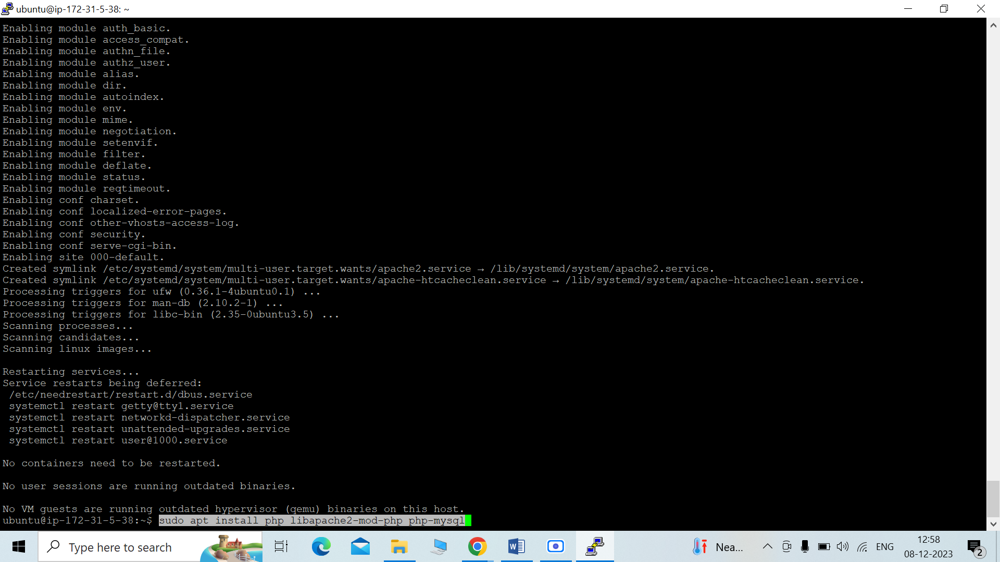 ubuntu@ip-172-31-5-38: ~
Enabling module auth_basic.
Enabling module access_compat.
Enabling module authn_file.
Enabling module authz_user.
Enabling module alias.
Enabling module dir.
Enabling module autoindex.
Enabling module env.
Enabling module mime.
Enabling module negotiation.
Enabling module setenvif.
Enabling module filter.
Enabling module deflate.
Enabling module status.
Enabling module reqtimeout.
Enabling conf charset.
Enabling conf localized-error-pages.
Enabling conf other-vhosts-access-log.
Enabling conf security.
Enabling conf serve-cgi-bin.
Enabling site 000-default.
Created symlink /etc/systemd/system/multi-user.target.wants/apache2.service → /lib/systemd/system/apache2.service.
Created symlink /etc/systemd/system/multi-user.target.wants/apache-htcacheclean.service → /lib/systemd/system/apache-htcacheclean.service.
Processing triggers for ufw (0.36.1-4ubuntu0.1) ...
Processing triggers for man-db (2.10.2-1) ...
Processing triggers for libc-bin (2.35-0ubuntu3.5) ...
Scanning processes...
Scanning candidates...
Scanning linux images...
Restarting services...
Service restarts being deferred:
/etc/needrestart/restart.d/dbus.service
systemctl restart getty@tty1.service
systemctl restart networkd-dispatcher.service
systemctl restart unattended-upgrades.service
systemctl restart user@1000.service
No containers need to be restarted.
No user sessions are running outdated binaries.
No VM guests are running outdated hypervisor (qemu) binaries on this host.
ubuntu@ip-172-31-5-38:~$ sudo apt install php libapache2-mod-php php-mysql
Type here to search
Nea...
ENG
12:58
08-12-2023
2